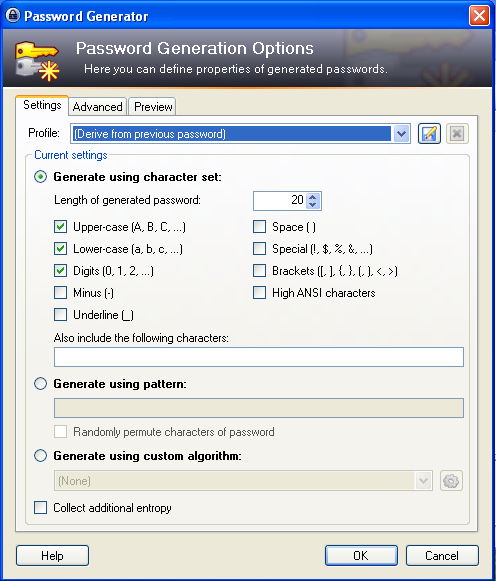 Password Generator
Password Generation Options
Here you can define properties of generated passwords.
Settings Advanced Preview
Profile: (Derive from previous password)
Current settings
Generate using character set:
Length of generated password: 20
Upper-case (A, B, C, ...) Space ( )
Lower-case (a, b, c, ...) Special (!, $, %, &, ...)
Digits (0, 1, 2, ...) Brackets ([, ], {, }, (, ), <, >)
Minus (-) High ANSI characters
Underline (_)
Also include the following characters:
Generate using pattern:
Randomly permute characters of password
Generate using custom algorithm:
(None)
Collect additional entropy
Help OK Cancel